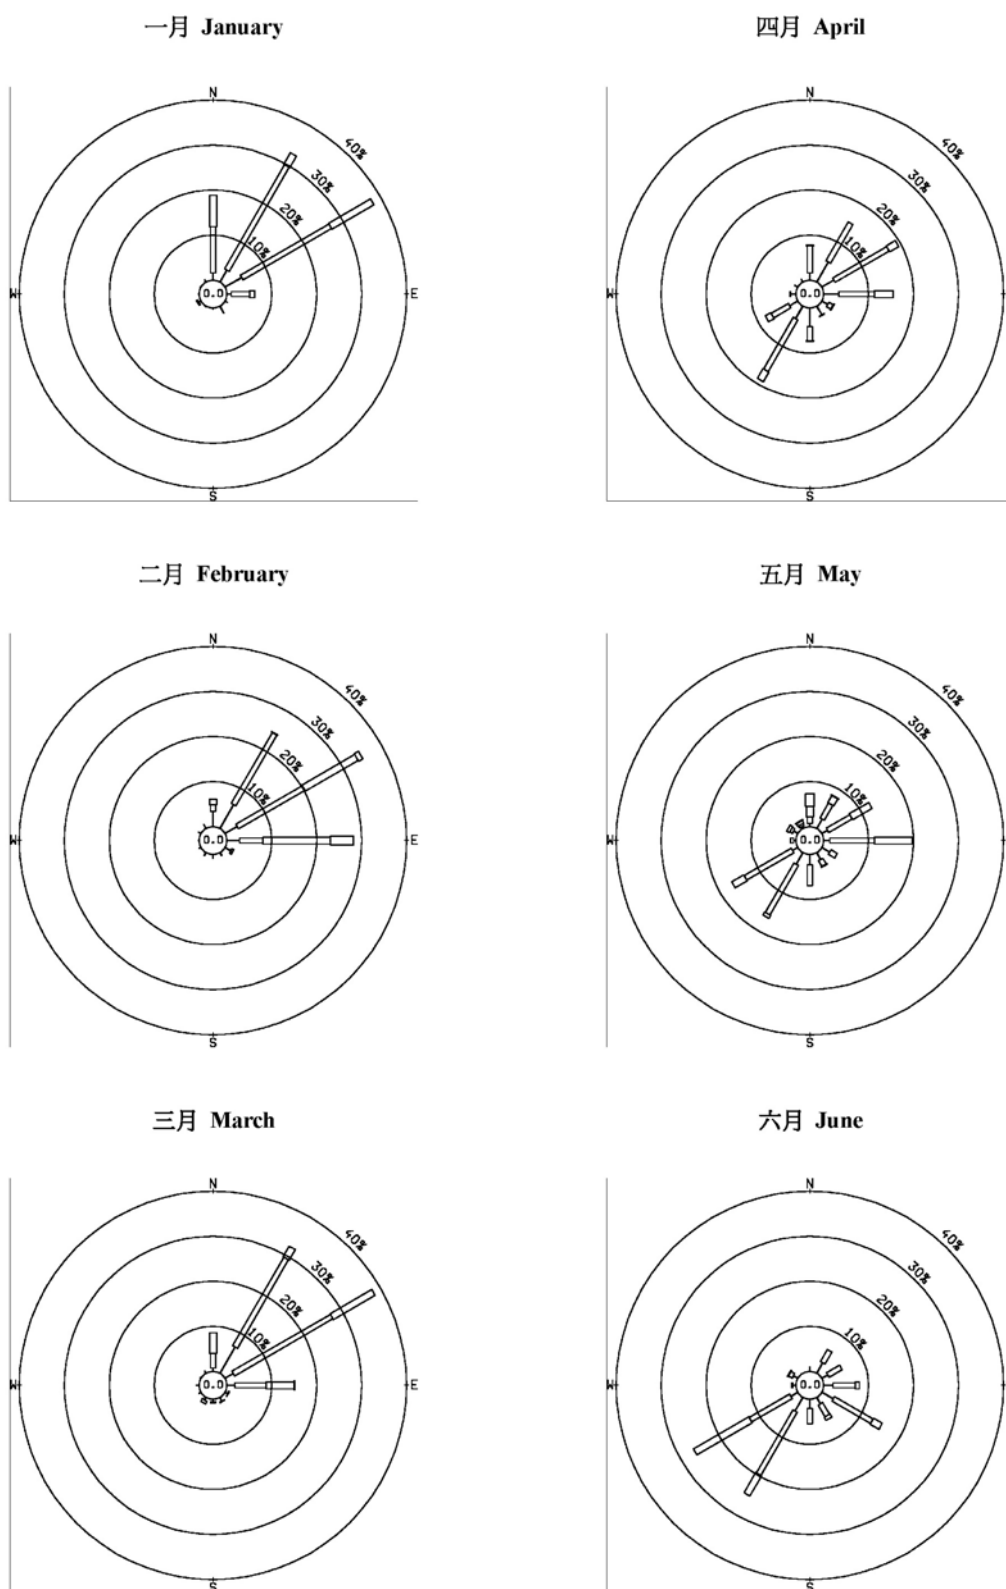 一月 January
四月 April
N
40%
30%
20%
10%
W
0.0
E
S
N
40%
30%
20%
10%
W
0.0
E
S
二月 February
五月 May
N
40%
30%
20%
10%
W
0.0
E
S
N
40%
30%
20%
10%
W
0.0
E
S
三月 March
六月 June
N
40%
30%
20%
10%
W
0.0
E
S
N
40%
30%
20%
10%
W
0.0
E
S